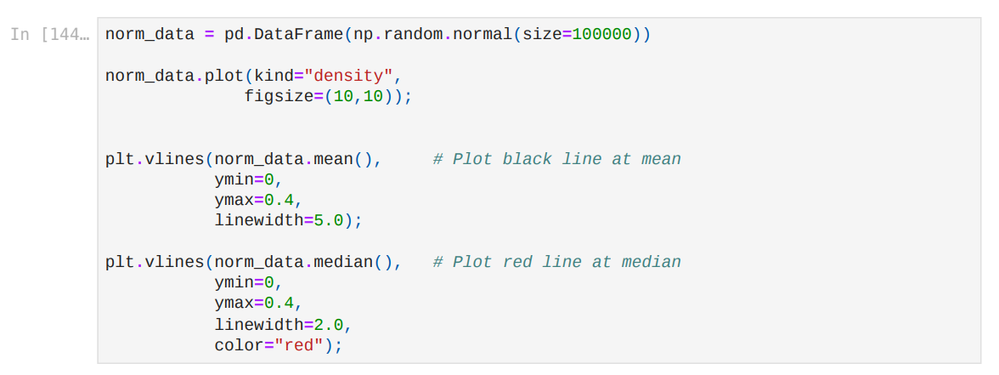 In [144…
norm_data = pd.DataFrame(np.random.normal(size=100000))
norm_data.plot(kind="density",
              figsize=(10,10));
plt.vlines(norm_data.mean(),     # Plot black line at mean
           ymin=0,
           ymax=0.4,
           linewidth=5.0);
plt.vlines(norm_data.median(),   # Plot red line at median
           ymin=0,
           ymax=0.4,
           linewidth=2.0,
           color="red");